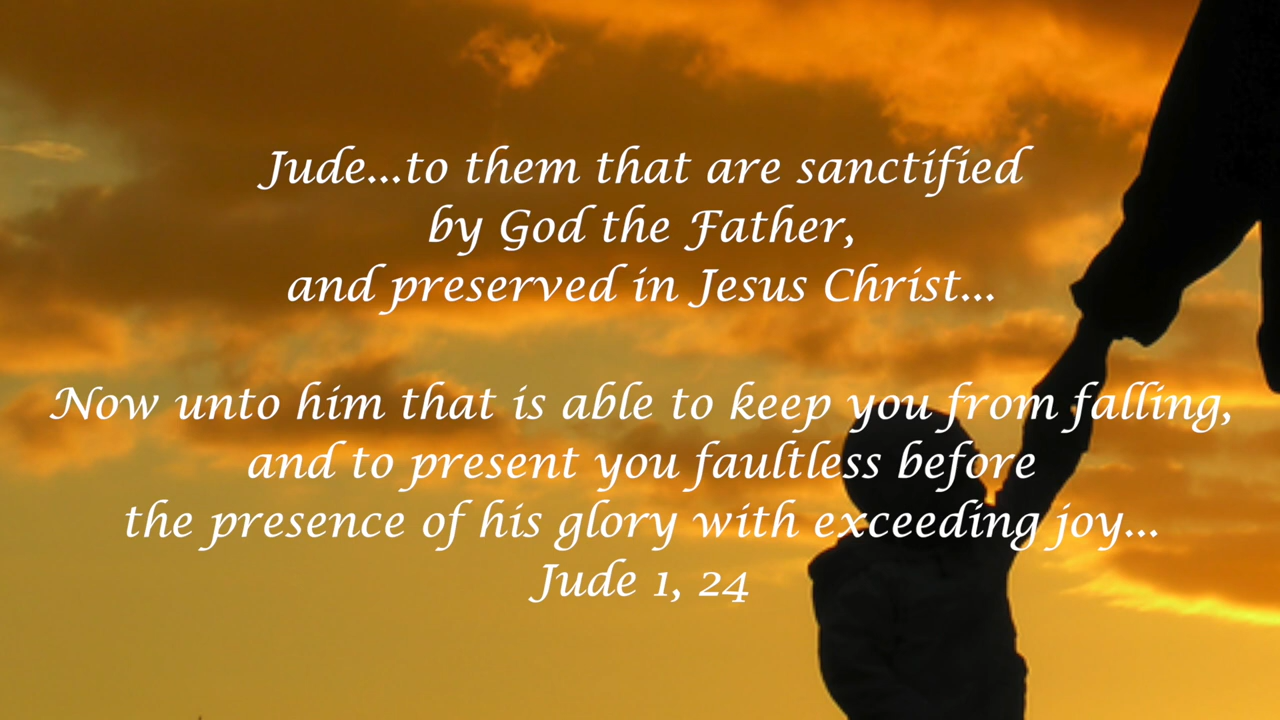 Jude...to them that are sanctified
by God the Father,
and preserved in Jesus Christ...
Now unto him that is able to keep you from falling,
and to present you faultless before
the presence of his glory with exceeding joy...
Jude 1, 24